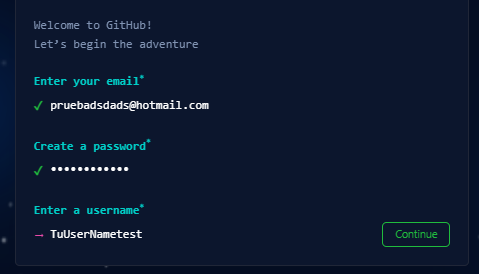 Welcome to GitHub!
Let’s begin the adventure
Enter your email*
✓ pruebadsdads@hotmail.com
Create a password*
✓ ••••••••••••
Enter a username*
→ TuUserNametest
Continue